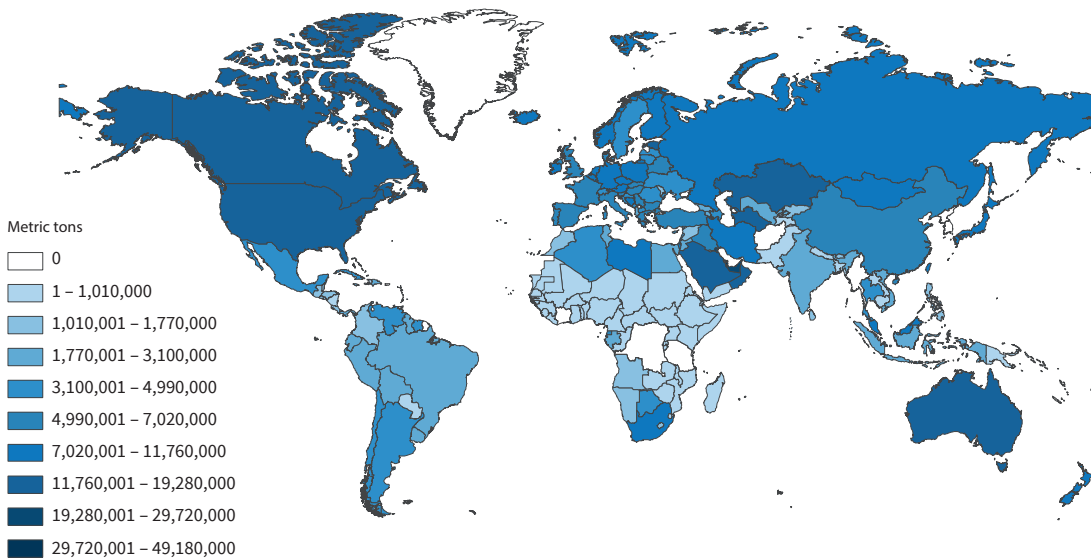 Metric tons
0
1 – 1,010,000
1,010,001 – 1,770,000
1,770,001 – 3,100,000
3,100,001 – 4,990,000
4,990,001 – 7,020,000
7,020,001 – 11,760,000
11,760,001 – 19,280,000
19,280,001 – 29,720,000
29,720,001 – 49,180,000